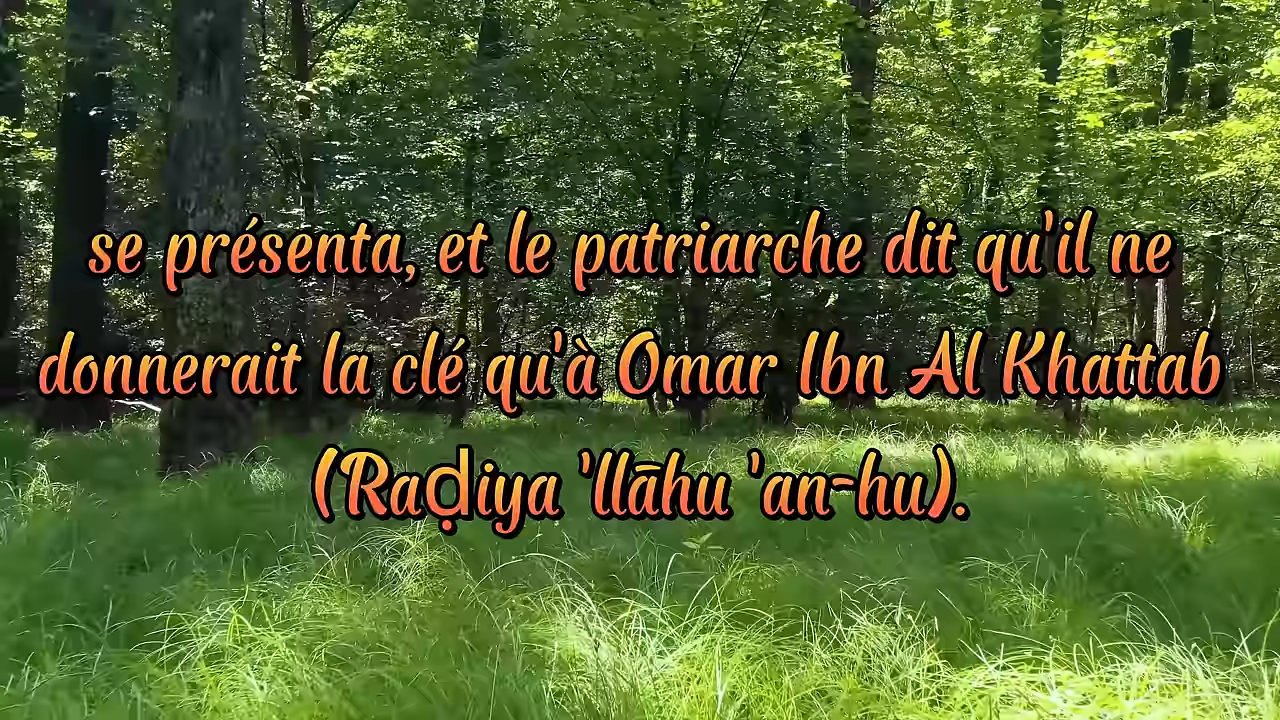 se présenta, et le patriarche dit qu'il ne
donnerait la clé qu'à Omar Ibn Al Khattab
(Raḍiya 'llāhu 'an-hu).